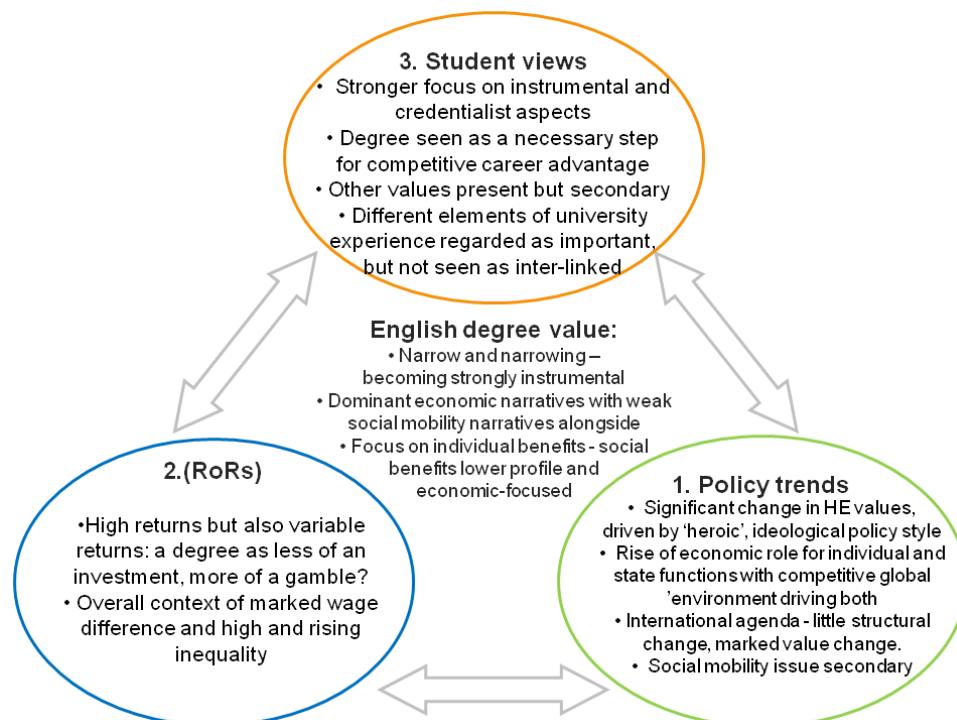 3. Student views
• Stronger focus on instrumental and
credentialist aspects
• Degree seen as a necessary step
for competitive career advantage
• Other values present but secondary
• Different elements of university
experience regarded as important,
but not seen as inter-linked
English degree value:
• Narrow and narrowing –
becoming strongly instrumental
• Dominant economic narratives with weak
social mobility narratives alongside
• Focus on individual benefits - social
benefits lower profile and
economic-focused
2.(RoRs)
•High returns but also variable
returns: a degree as less of an
investment, more of a gamble?
• Overall context of marked wage
difference and high and rising
inequality
1. Policy trends
• Significant change in HE values,
driven by ‘heroic’, ideological policy style
• Rise of economic role for individual and
state functions with competitive global
’environment driving both
• International agenda - little structural
change, marked value change.
• Social mobility issue secondary